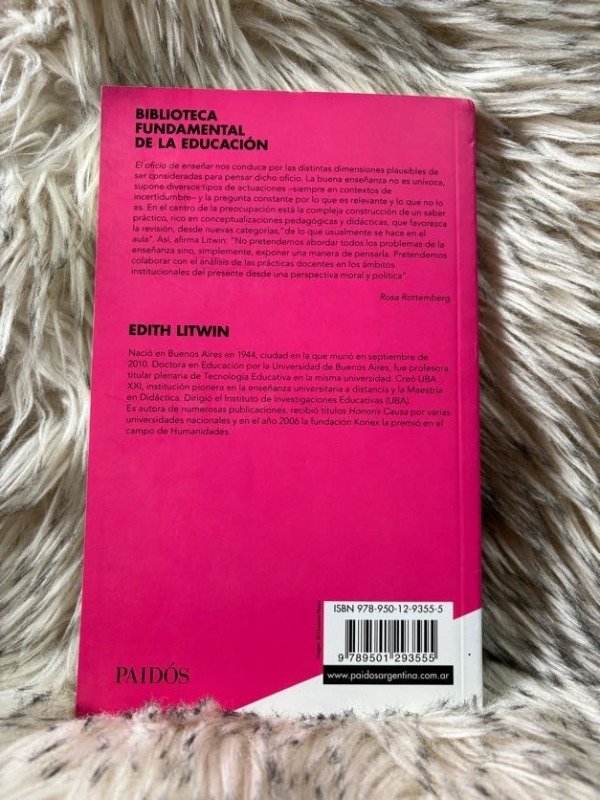 BIBLIOTECA
FUNDAMENTAL
DE LA EDUCACIÓN
El oficio de enseñar nos conduce por las distintas dimensiones plausibles de
ser consideradas para pensar dicho oficio. La buena enseñanza no es unívoca,
supone diversos tipos de actuaciones –siempre en contextos de
incertidumbre– y la pregunta constante por lo que es relevante y lo que no lo
es. En el centro de la preocupación está la compleja construcción de un saber
práctico, rico en conceptualizaciones pedagógicas y didácticas, que favorezca
la revisión, desde nuevas categorías, "de lo que usualmente se hace en el
aula". Así, afirma Litwin: "No pretendemos abordar todos los problemas de la
enseñanza sino, simplemente, exponer una manera de pensarla. Pretendemos
colaborar con el análisis de las prácticas docentes en los ámbitos
institucionales del presente desde una perspectiva moral y política".
Rosa Rottemberg
EDITH LITWIN
Nació en Buenos Aires en 1944, ciudad en la que murió en septiembre de
2010. Doctora en Educación por la Universidad de Buenos Aires, fue profesora
titular plenaria de Tecnología Educativa en la misma universidad. Creó UBA
XXI, institución pionera en la enseñanza universitaria a distancia y la Maestría
en Didáctica. Dirigió el Instituto de Investigaciones Educativas (UBA).
Es autora de numerosas publicaciones, recibió títulos Honoris Causa por varias
universidades nacionales y en el año 2006 la fundación Konex la premió en el
campo de Humanidades.
ISBN 978-950-12-9355-5
9 789501 293555
www.paidosargentina.com.ar
PAIDÓS